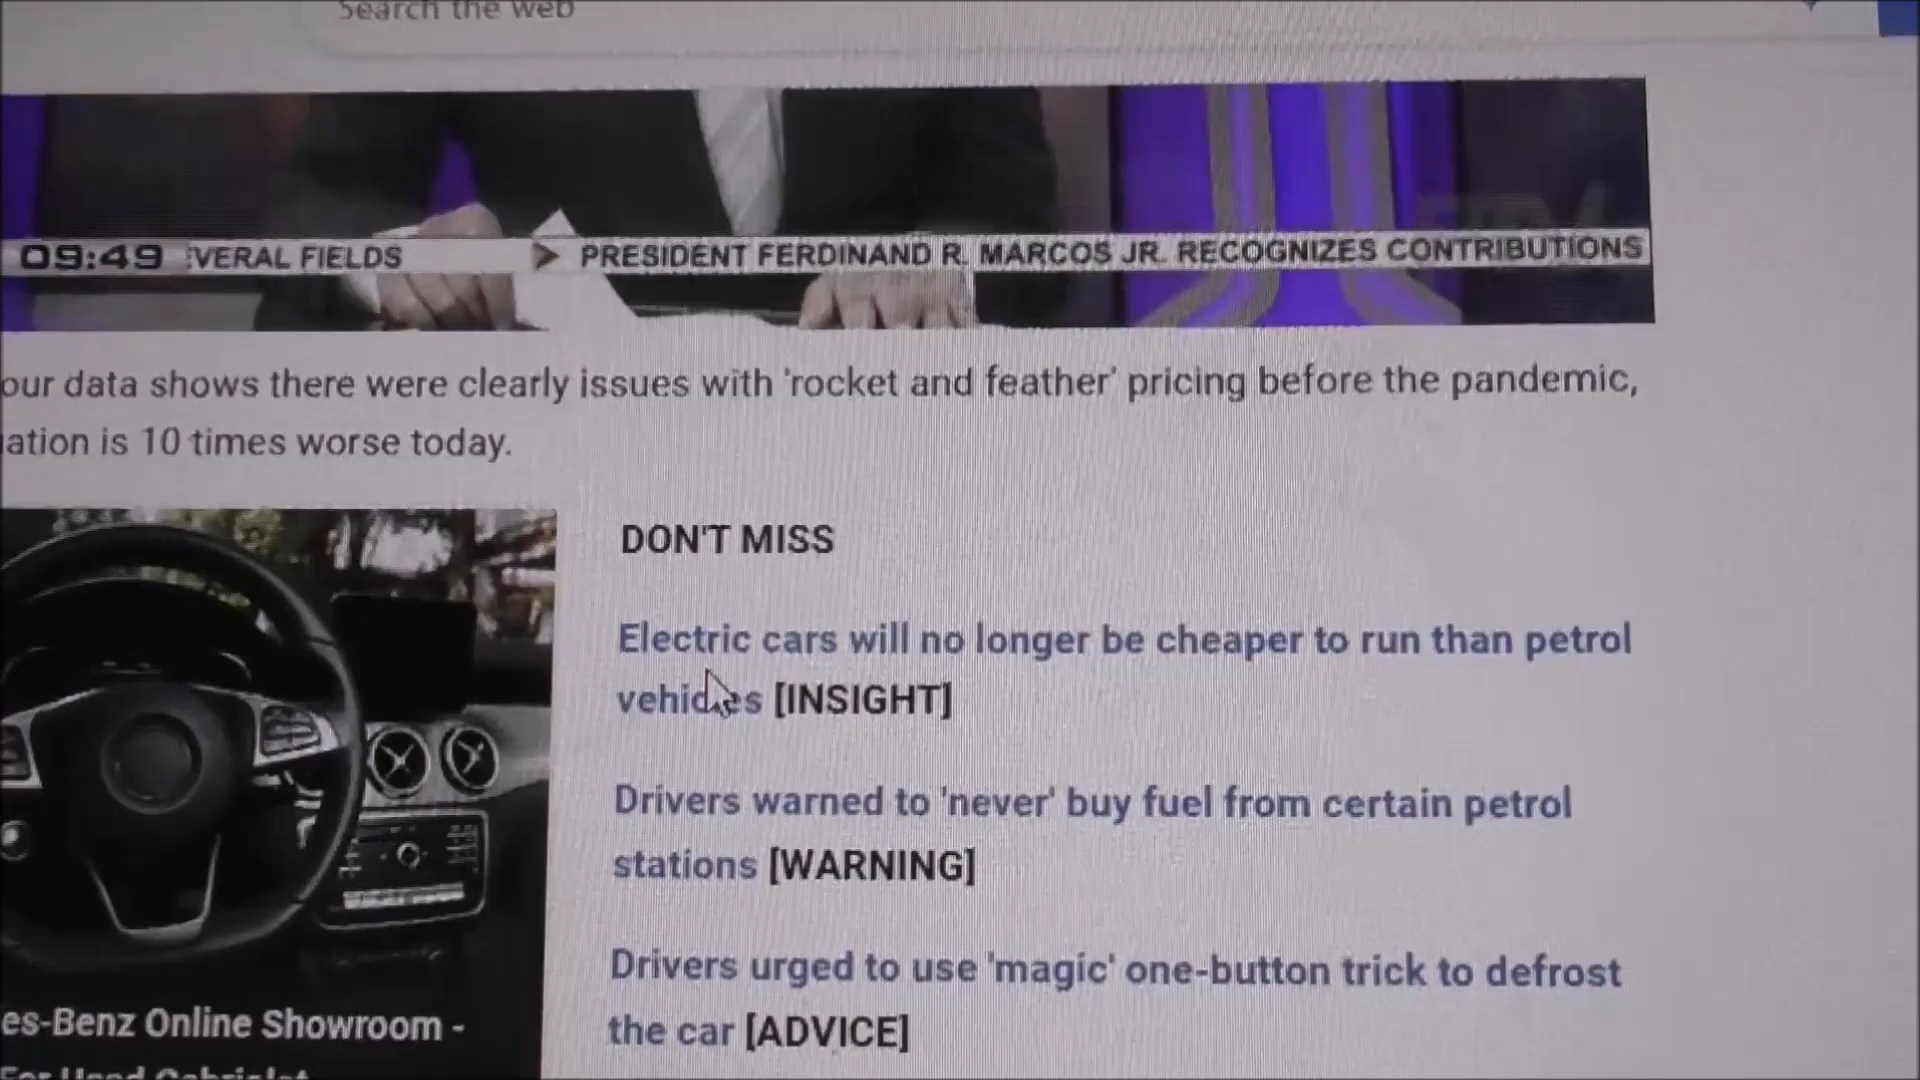 Search the web
09:49 VERAL FIELDS > PRESIDENT FERDINAND R. MARCOS JR. RECOGNIZES CONTRIBUTIONS
our data shows there were clearly issues with 'rocket and feather' pricing before the pandemic,
ation is 10 times worse today.
DON'T MISS
Electric cars will no longer be cheaper to run than petrol
vehicles [INSIGHT]
Drivers warned to 'never' buy fuel from certain petrol
stations [WARNING]
Drivers urged to use 'magic' one-button trick to defrost
the car [ADVICE]
es-Benz Online Showroom -